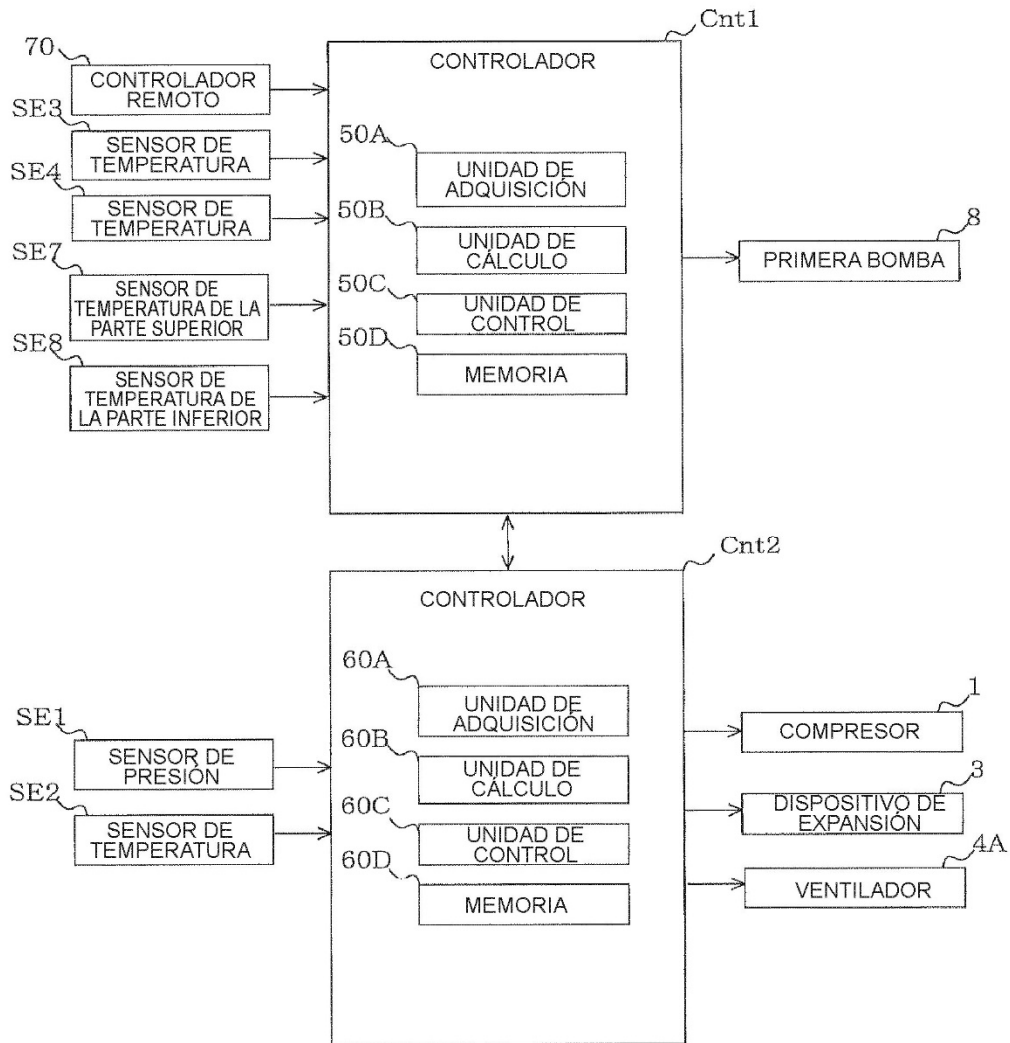 Cnt1
CONTROLADOR
70
CONTROLADOR
REMOTO
SE3
SENSOR DE
TEMPERATURA
SE4
SENSOR DE
TEMPERATURA
SE7
SENSOR DE
TEMPERATURA DE LA
PARTE SUPERIOR
SE8
SENSOR DE
TEMPERATURA DE
LA PARTE INFERIOR
50A
UNIDAD DE
ADQUISICIÓN
50B
UNIDAD DE
CÁLCULO
50C
UNIDAD DE
CONTROL
50D
MEMORIA
8
PRIMERA BOMBA
Cnt2
CONTROLADOR
SE1
SENSOR DE
PRESIÓN
SE2
SENSOR DE
TEMPERATURA
60A
UNIDAD DE
ADQUISICIÓN
60B
UNIDAD DE
CÁLCULO
60C
UNIDAD DE
CONTROL
60D
MEMORIA
1
COMPRESOR
3
DISPOSITIVO DE
EXPANSIÓN
4A
VENTILADOR